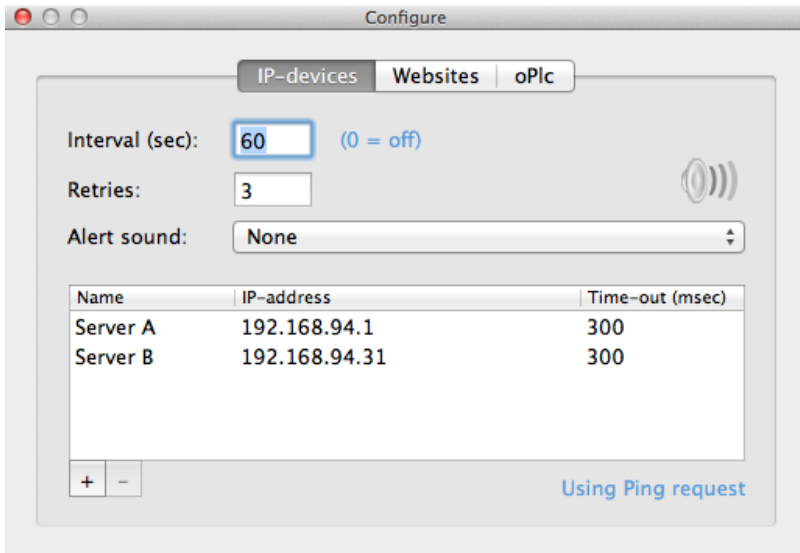 Configure
IP-devices Websites oPlc
Interval (sec): 60 (0 = off)
Retries: 3
Alert sound: None
Name IP-address Time-out (msec)
Server A 192.168.94.1 300
Server B 192.168.94.31 300
+ −
Using Ping request